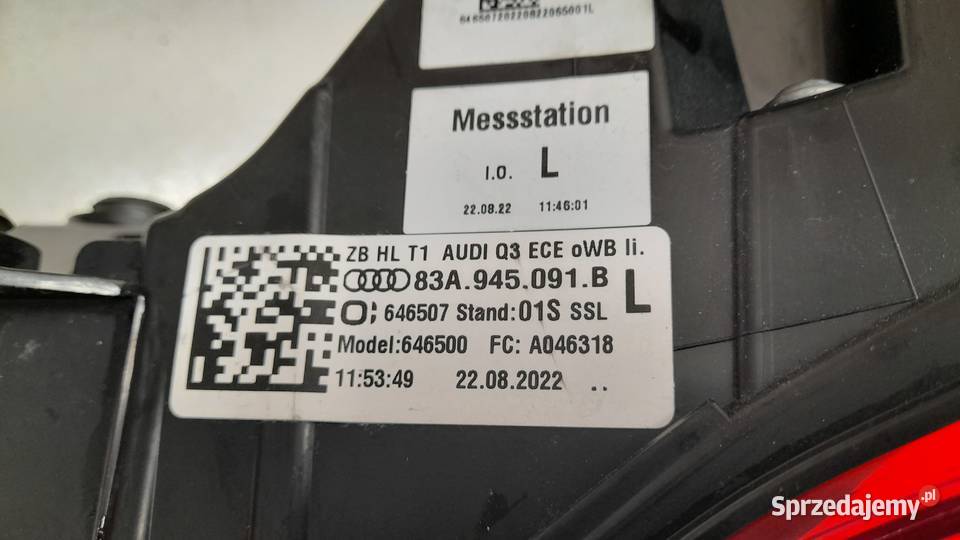 64650720220822065001L
Messstation
I.O. L
22.08.22 11:46:01
ZB HL T1 AUDI Q3 ECE oWB li.
83A.945.091.B L
646507 Stand:01S SSL
Model:646500 FC: A046318
11:53:49 22.08.2022 ..
Sprzedajemy.pl